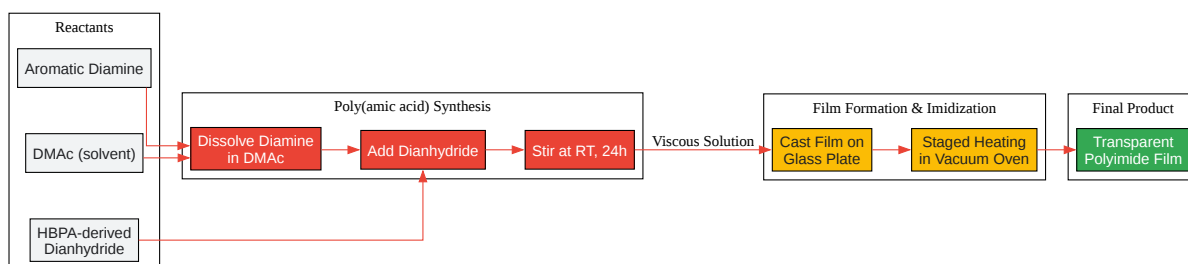 Reactants
Aromatic Diamine
DMAc (solvent)
HBPA-derived
Dianhydride
Poly(amic acid) Synthesis
Dissolve Diamine
in DMAc
Add Dianhydride
Stir at RT, 24h
Viscous Solution
Film Formation & Imidization
Cast Film on
Glass Plate
Staged Heating
in Vacuum Oven
Final Product
Transparent
Polyimide Film